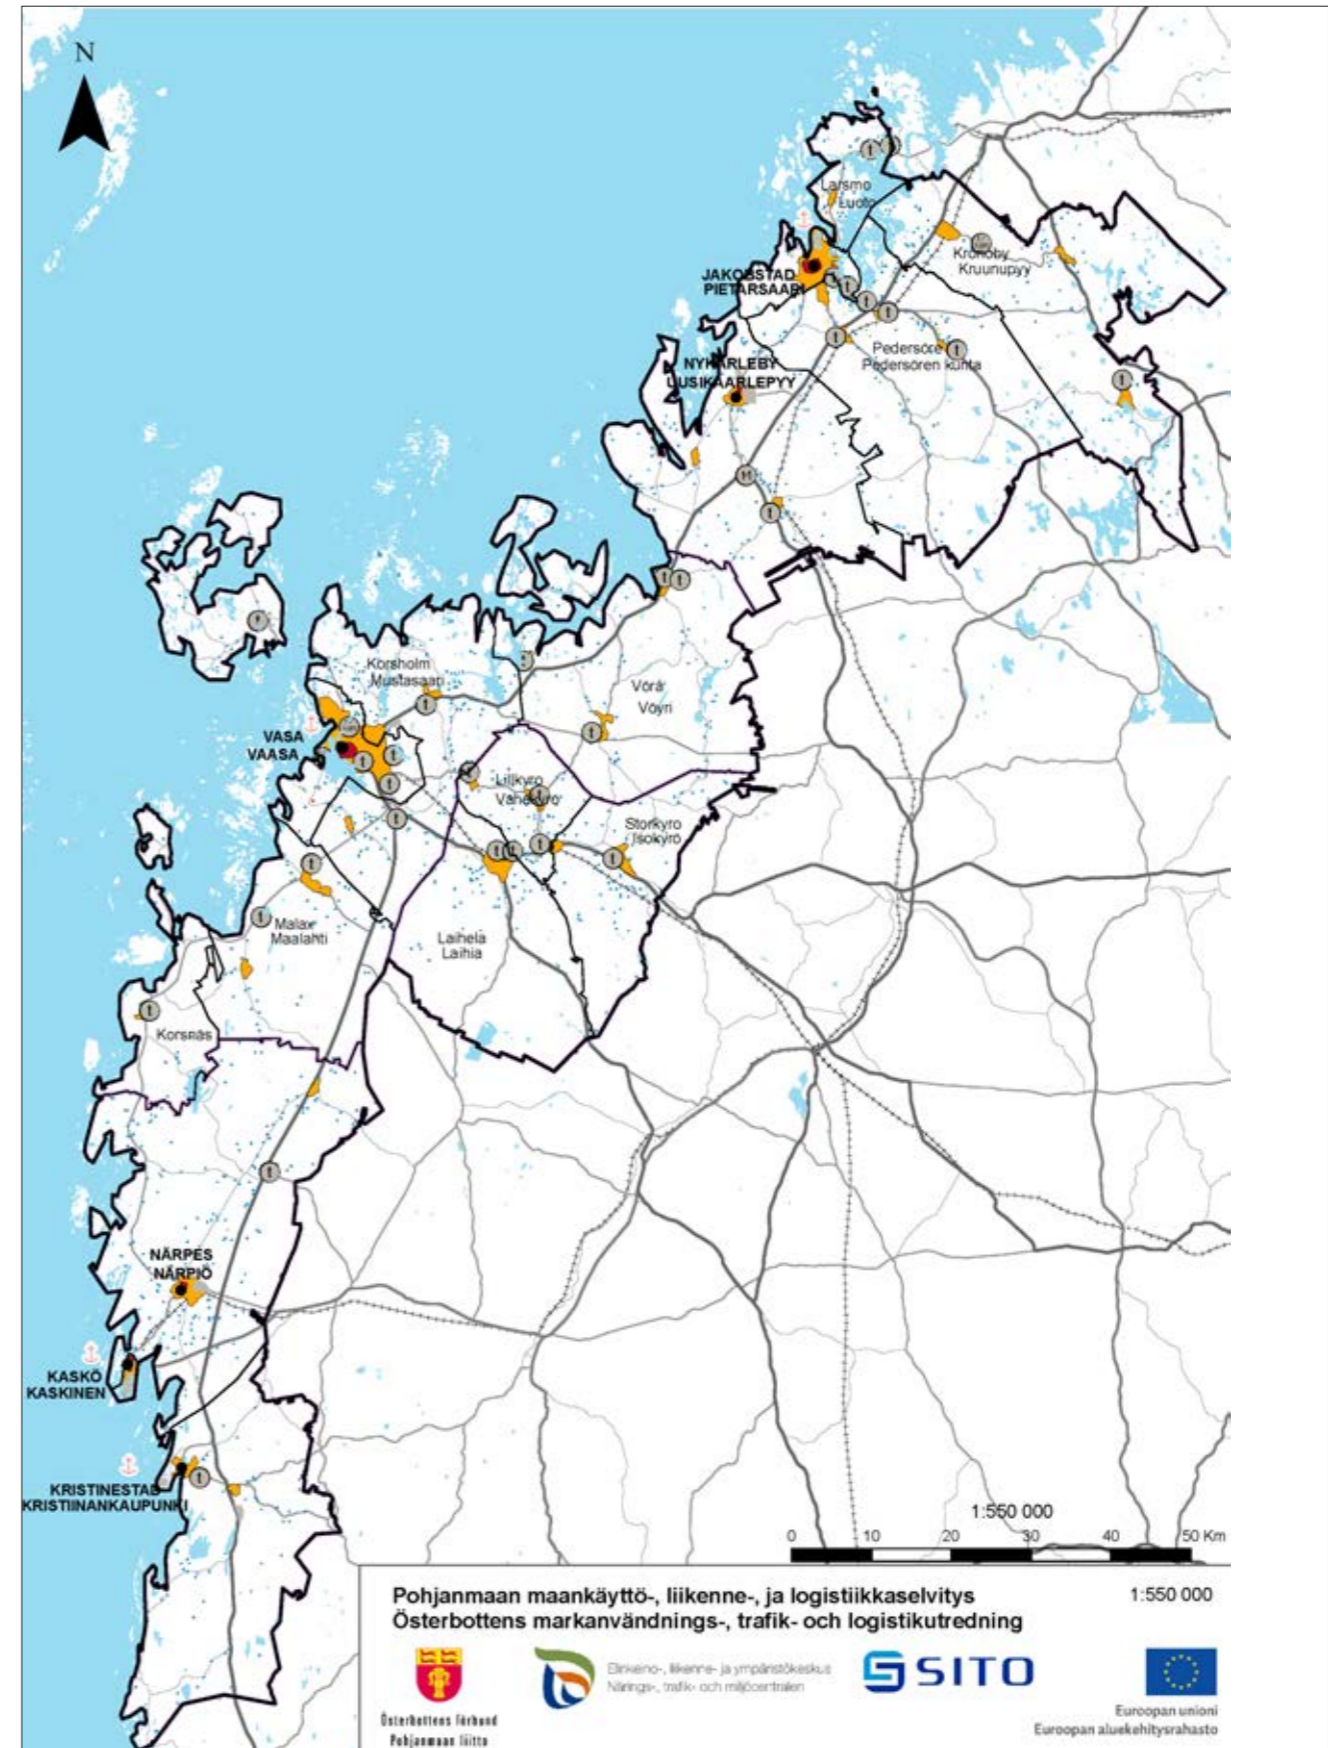 N
Larsmo
Luoto
Kronoby
Kruunupyy
JAKOBSTAD
PIETARSAARI
Pedersöre
Pedersören kunta
NYKARLEBY
UUSIKAARLEPYY
Korsholm
Mustasaari
Vörå
Vöyri
VASA
VAASA
Lillkyro
Vähäkyrö
Storkyro
Isokyrö
Malax
Maalahti
Laihela
Laihia
Korsnäs
NÄRPES
NÄRPIÖ
KASKÖ
KASKINEN
KRISTINESTAD
KRISTIINANKAUPUNKI
1:550 000
0 10 20 30 40 50 Km
Pohjanmaan maankäyttö-, liikenne-, ja logistiikkaselvitys 1:550 000
Österbottens markanvändnings-, trafik- och logistikutredning
Elinkeino-, liikenne- ja ympäristökeskus
Närings-, trafik- och miljöcentralen
SITO
Österbottens förbund
Pohjanmaan liitto
Euroopan unioni
Euroopan aluekehitysrahasto